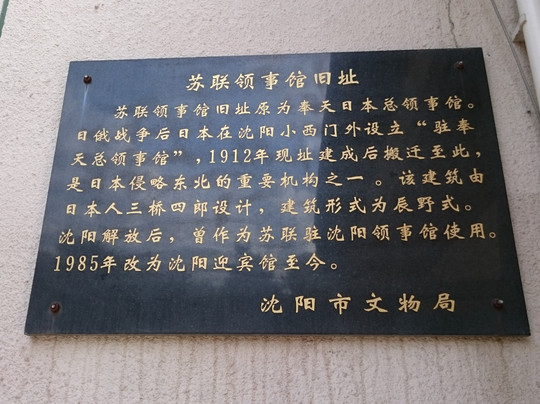 苏联领事馆旧址
苏联领事馆旧址原为奉天日本总领事馆。
日俄战争后日本在沈阳小西门外设立“驻奉
天总领事馆”，1912年现址建成后搬迁至此，
是日本侵略东北的重要机构之一。该建筑由
日本人三桥四郎设计，建筑形式为辰野式。
沈阳解放后，曾作为苏联驻沈阳领事馆使用。
1985年改为沈阳迎宾馆至今。
沈阳市文物局